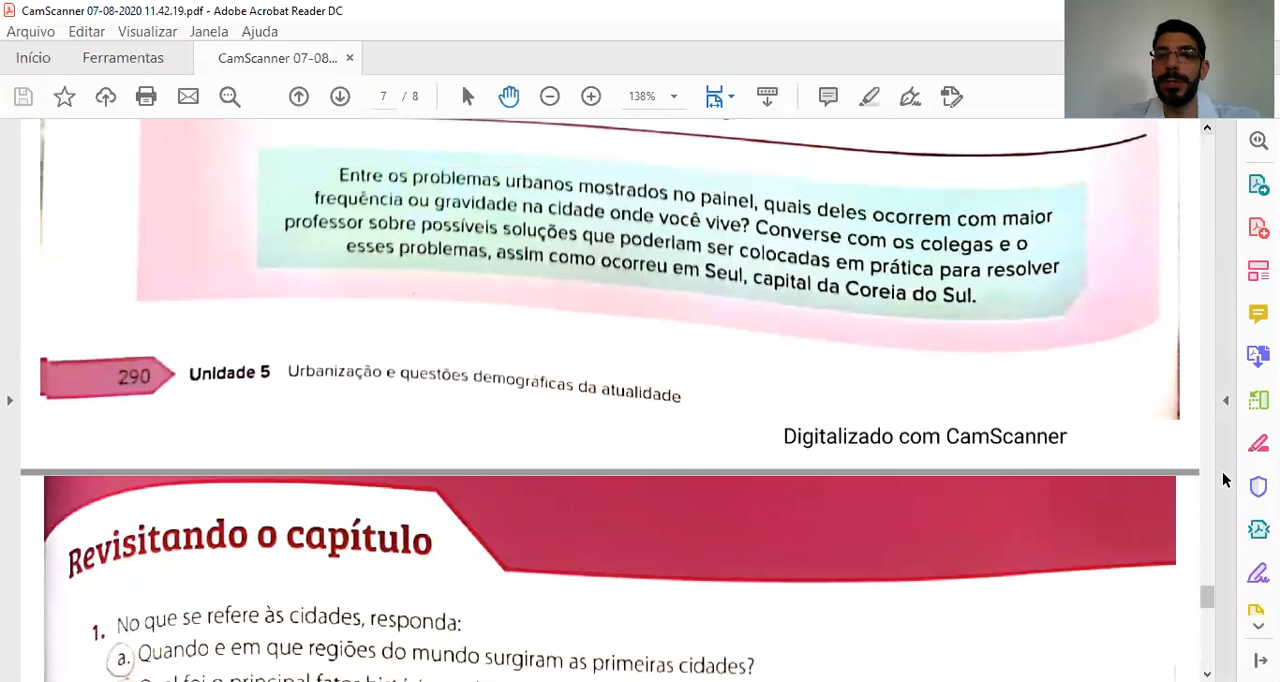 CamScanner 07-08-2020 11.42.19.pdf - Adobe Acrobat Reader DC
Arquivo Editar Visualizar Janela Ajuda
Início Ferramentas CamScanner 07-08... ×
7 / 8 138%
Entre os problemas urbanos mostrados no painel, quais deles ocorrem com maior
frequência ou gravidade na cidade onde você vive? Converse com os colegas e o
professor sobre possíveis soluções que poderiam ser colocadas em prática para resolver
esses problemas, assim como ocorreu em Seul, capital da Coreia do Sul.
290 Unidade 5 Urbanização e questões demográficas da atualidade
Digitalizado com CamScanner
Revisitando o capítulo
1. No que se refere às cidades, responda:
a. Quando e em que regiões do mundo surgiram as primeiras cidades?